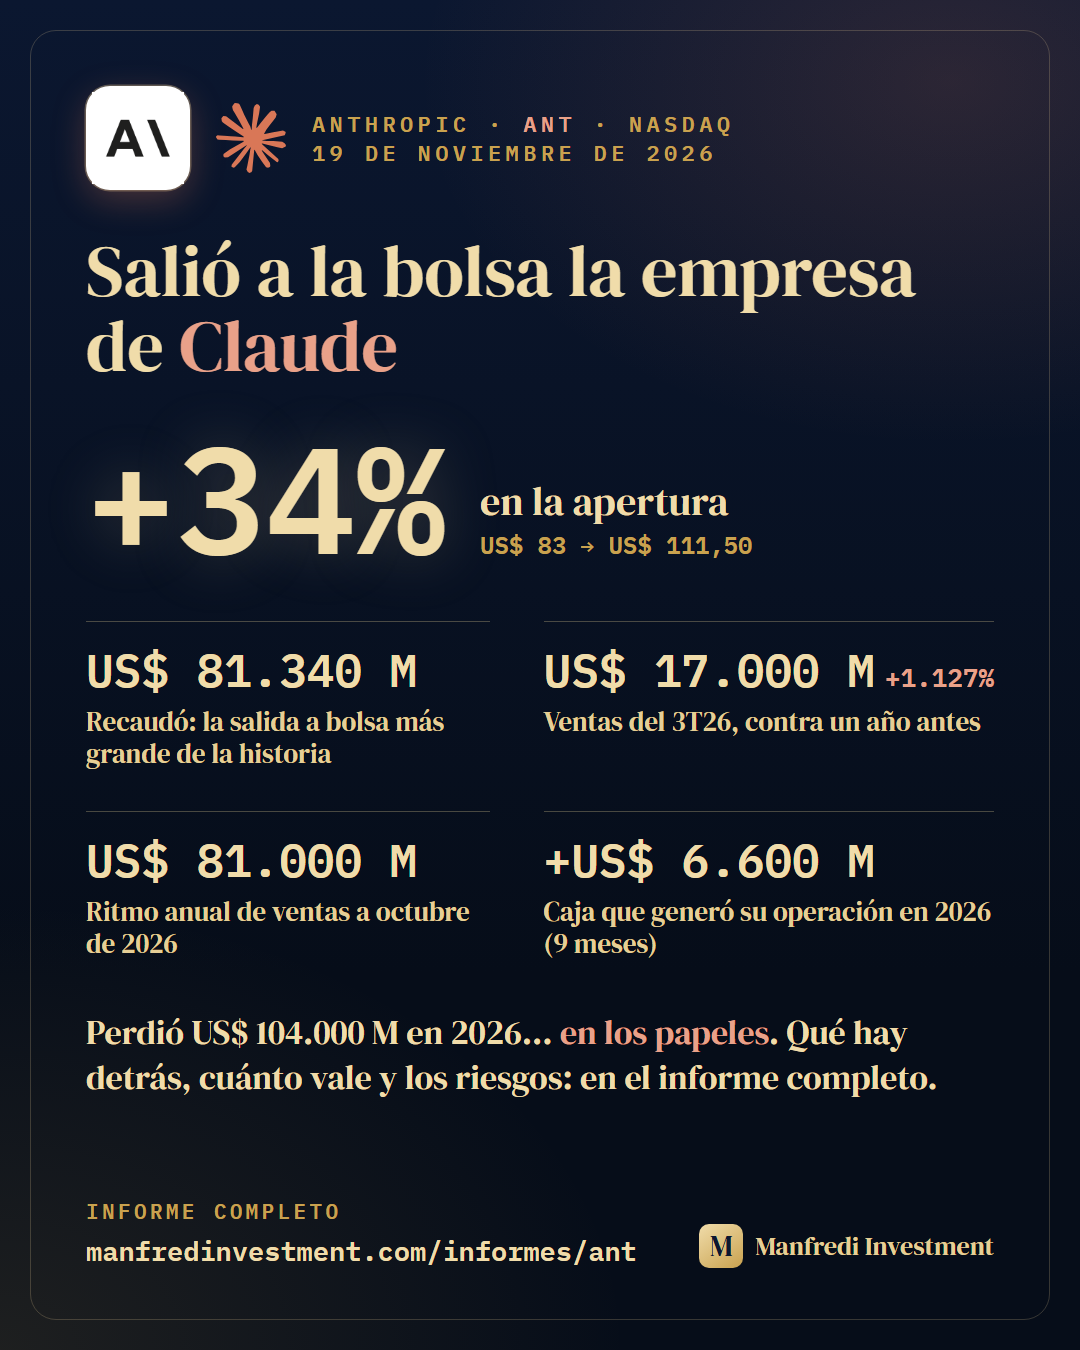 A\
ANTHROPIC · ANT · NASDAQ
19 DE NOVIEMBRE DE 2026
Salió a la bolsa la empresa
de Claude
+34%
en la apertura
US$ 83 → US$ 111,50
US$ 81.340 M
Recaudó: la salida a bolsa más
grande de la historia
US$ 17.000 M +1.127%
Ventas del 3T26, contra un año antes
US$ 81.000 M
Ritmo anual de ventas a octubre
de 2026
+US$ 6.600 M
Caja que generó su operación en 2026
(9 meses)
Perdió US$ 104.000 M en 2026... en los papeles. Qué hay
detrás, cuánto vale y los riesgos: en el informe completo.
INFORME COMPLETO
manfredinvestment.com/informes/ant
M Manfredi Investment